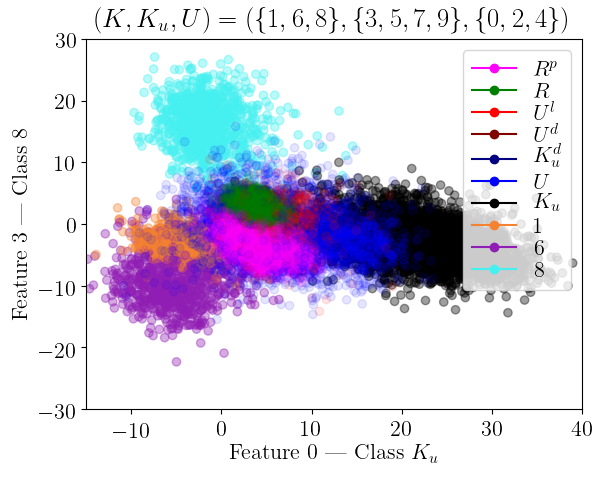 (K, K_u, U) = ({1, 6, 8}, {3, 5, 7, 9}, {0, 2, 4})
30
20
10
0
−10
−20
−30
Feature 3 — Class 8
R^p
R
U^l
U^d
K_u^d
U
K_u
1
6
8
−10 0 10 20 30 40
Feature 0 — Class K_u